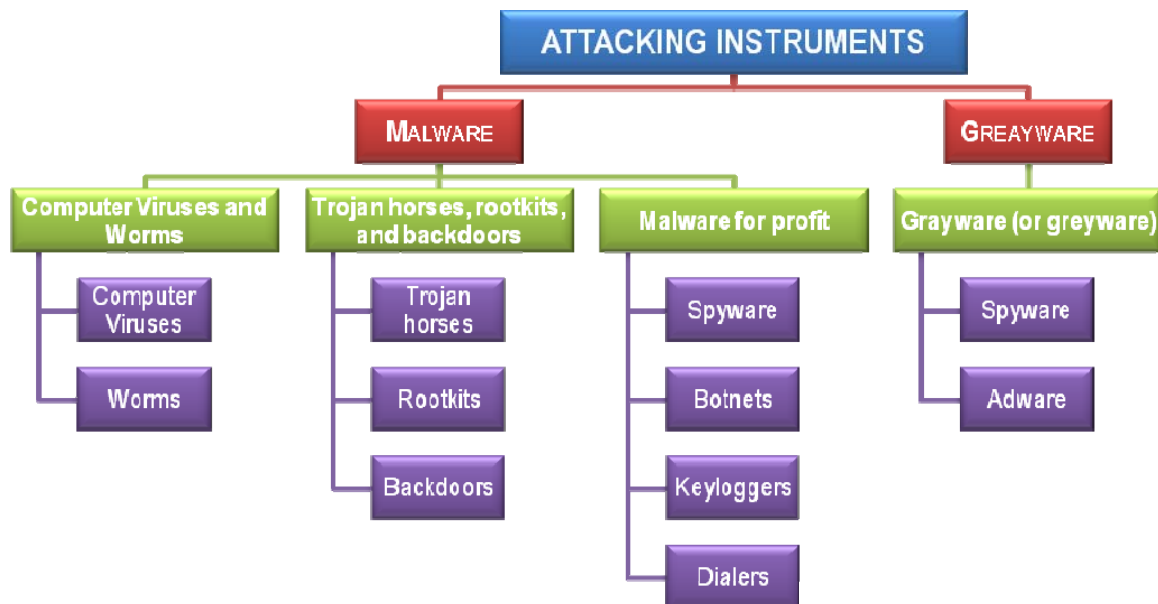 ATTACKING INSTRUMENTS
MALWARE
GREAYWARE
Computer Viruses and
Worms
Trojan horses, rootkits,
and backdoors
Malware for profit
Grayware (or greyware)
Computer
Viruses
Worms
Trojan
horses
Rootkits
Backdoors
Spyware
Botnets
Keyloggers
Dialers
Spyware
Adware